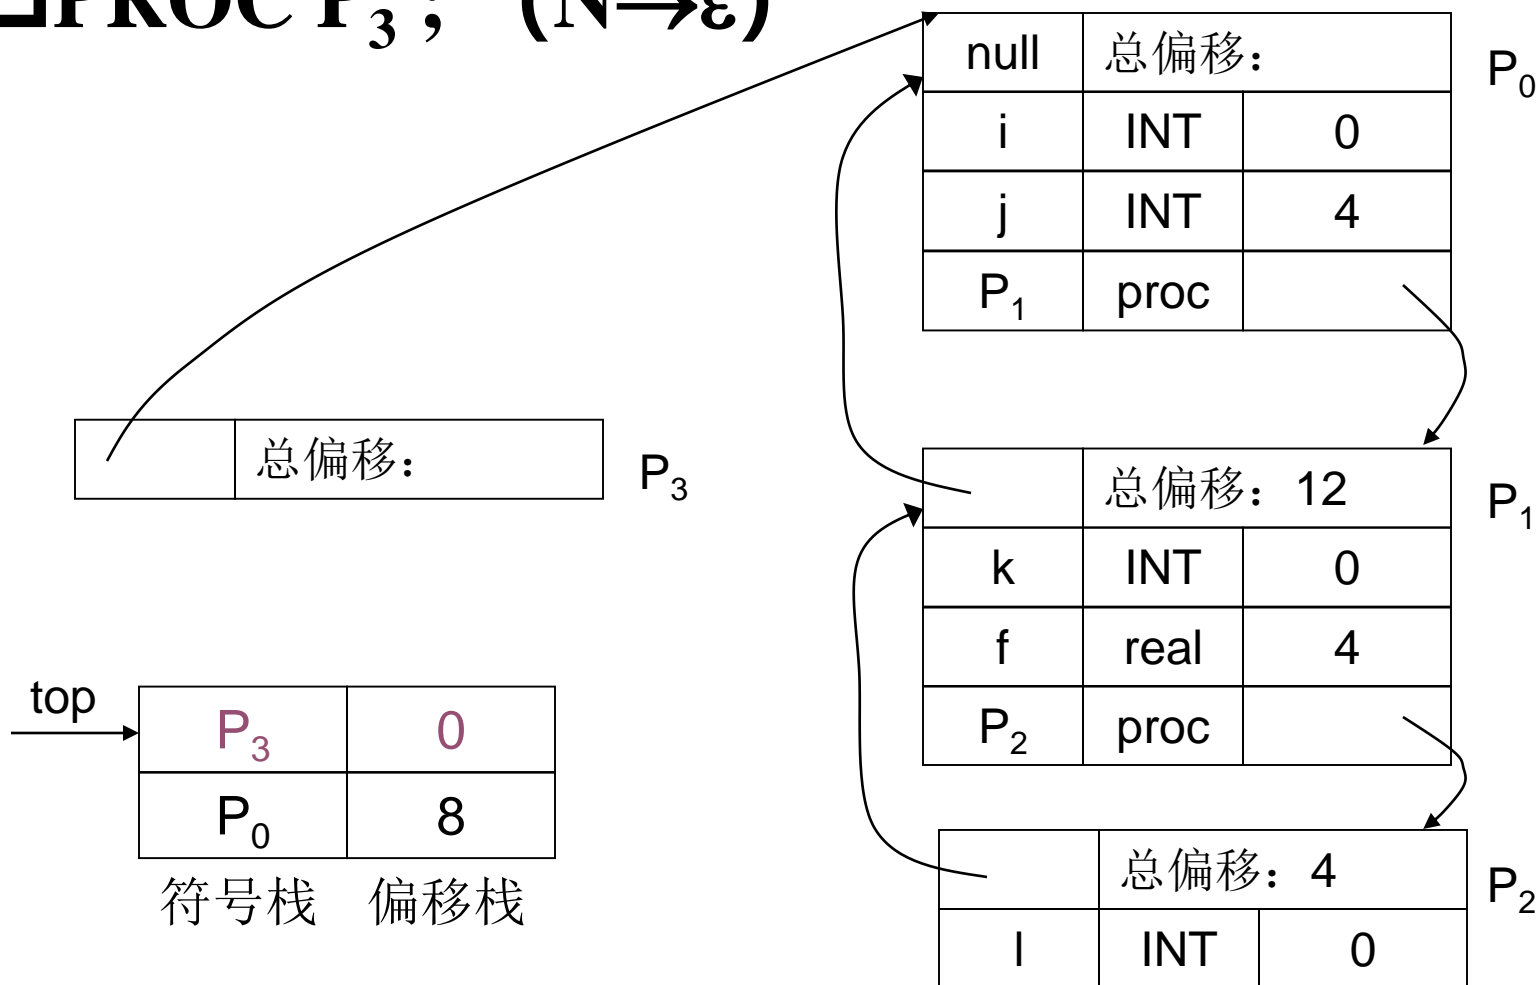 PROC P₃ ; (N→ε)
null 总偏移： P₀
i INT 0
j INT 4
P₁ proc
总偏移： P₃
总偏移：12 P₁
k INT 0
f real 4
P₂ proc
top P₃ 0
P₀ 8
符号栈 偏移栈
总偏移：4 P₂
l INT 0